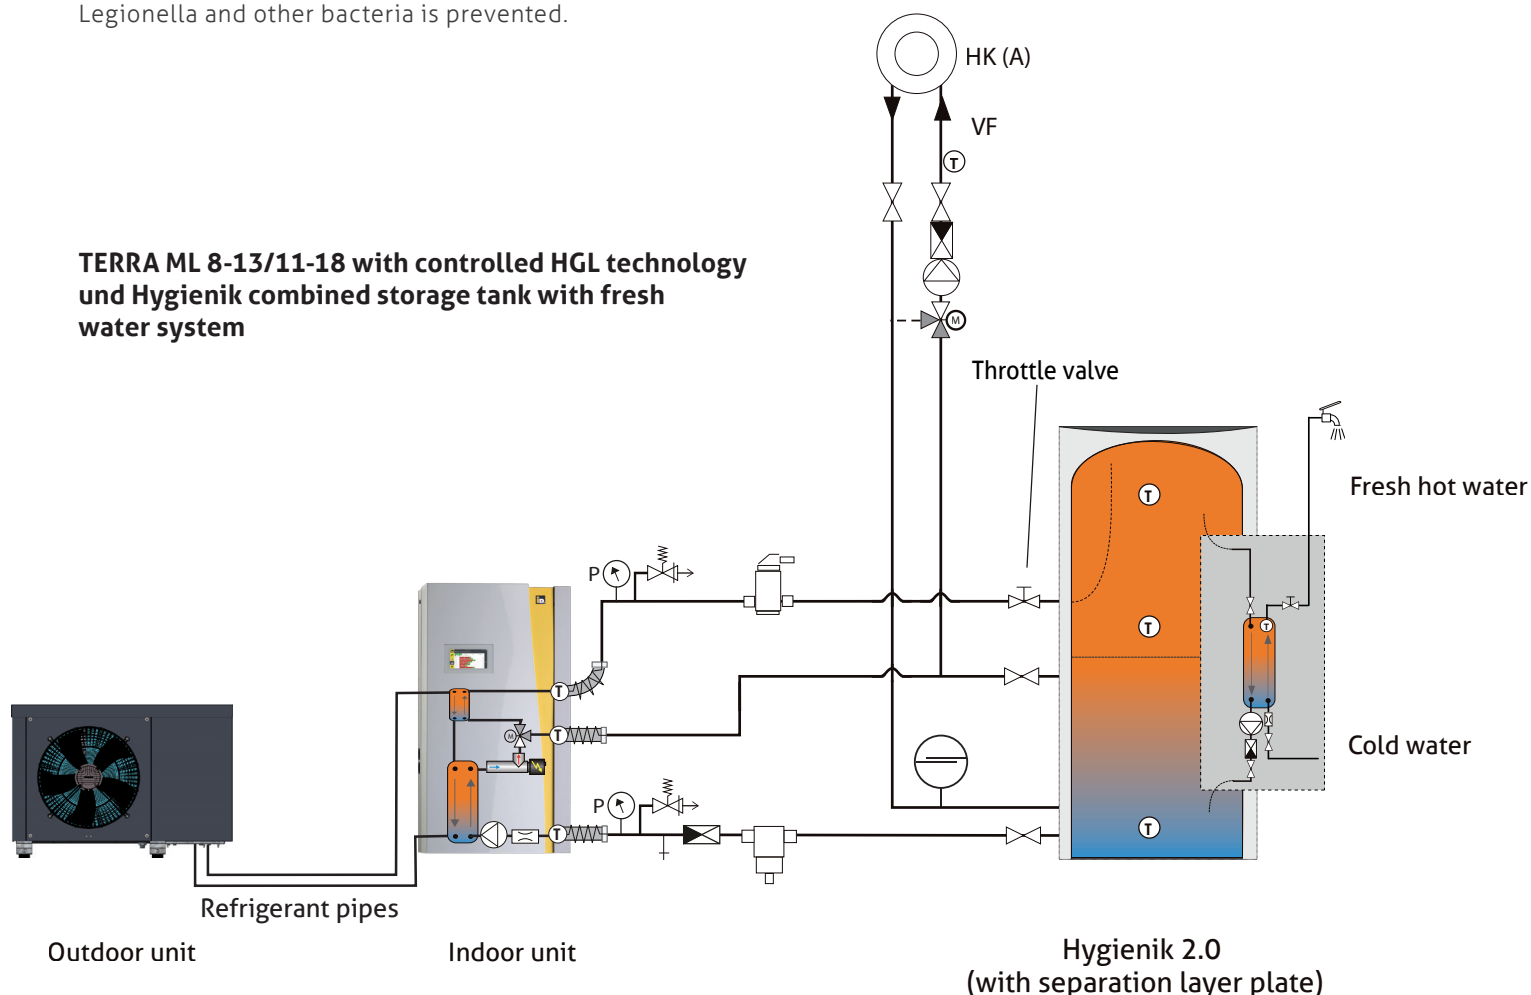 Legionella and other bacteria is prevented.
HK (A)
VF
T
TERRA ML 8-13/11-18 with controlled HGL technology
und Hygienik combined storage tank with fresh
water system
M
Throttle valve
T
Fresh hot water
P
T
T
T
M
T
Cold water
P
T
T
Refrigerant pipes
Outdoor unit
Indoor unit
Hygienik 2.0
(with separation layer plate)